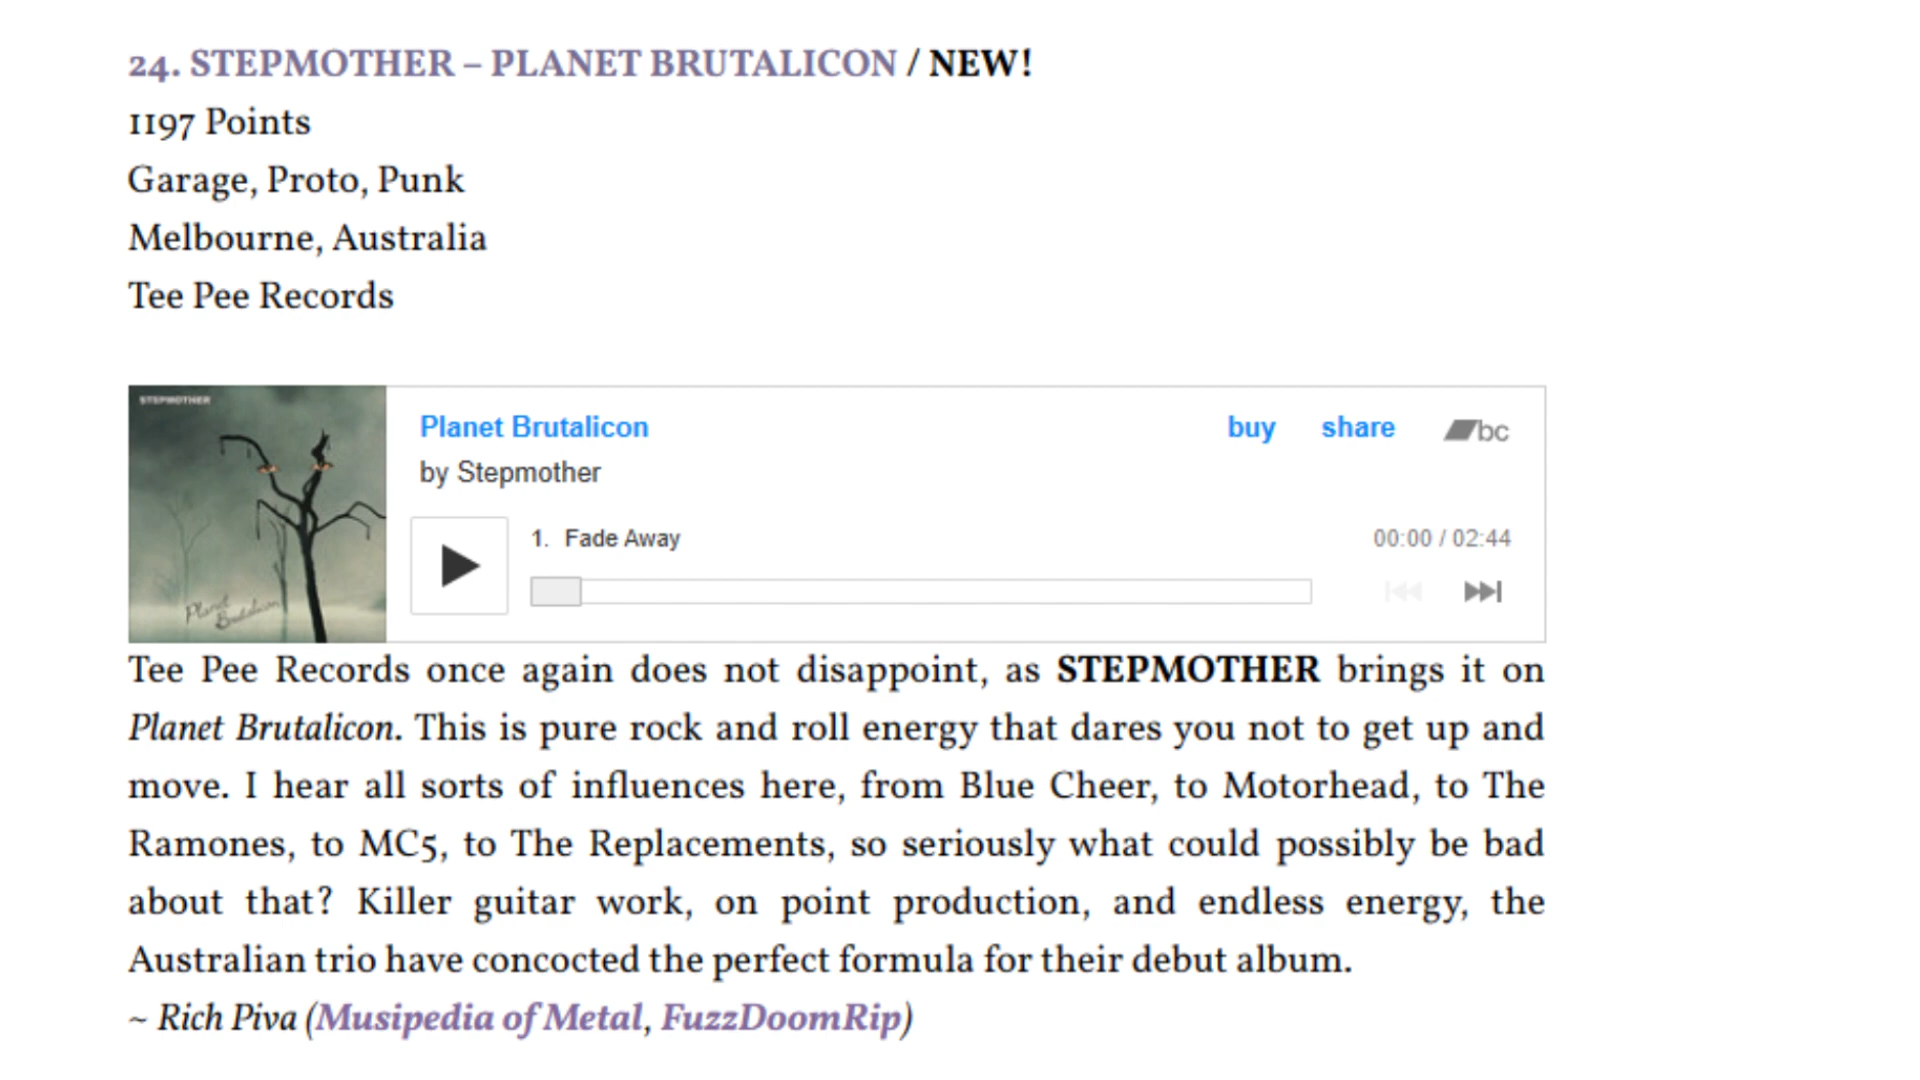 24. STEPMOTHER – PLANET BRUTALICON / NEW!
1197 Points
Garage, Proto, Punk
Melbourne, Australia
Tee Pee Records
STEPMOTHER
Planet Brutalicon
Planet Brutalicon
by Stepmother
buy share bc
1. Fade Away 00:00 / 02:44
Tee Pee Records once again does not disappoint, as STEPMOTHER brings it on
Planet Brutalicon. This is pure rock and roll energy that dares you not to get up and
move. I hear all sorts of influences here, from Blue Cheer, to Motorhead, to The
Ramones, to MC5, to The Replacements, so seriously what could possibly be bad
about that? Killer guitar work, on point production, and endless energy, the
Australian trio have concocted the perfect formula for their debut album.
~ Rich Piva (Musipedia of Metal, FuzzDoomRip)